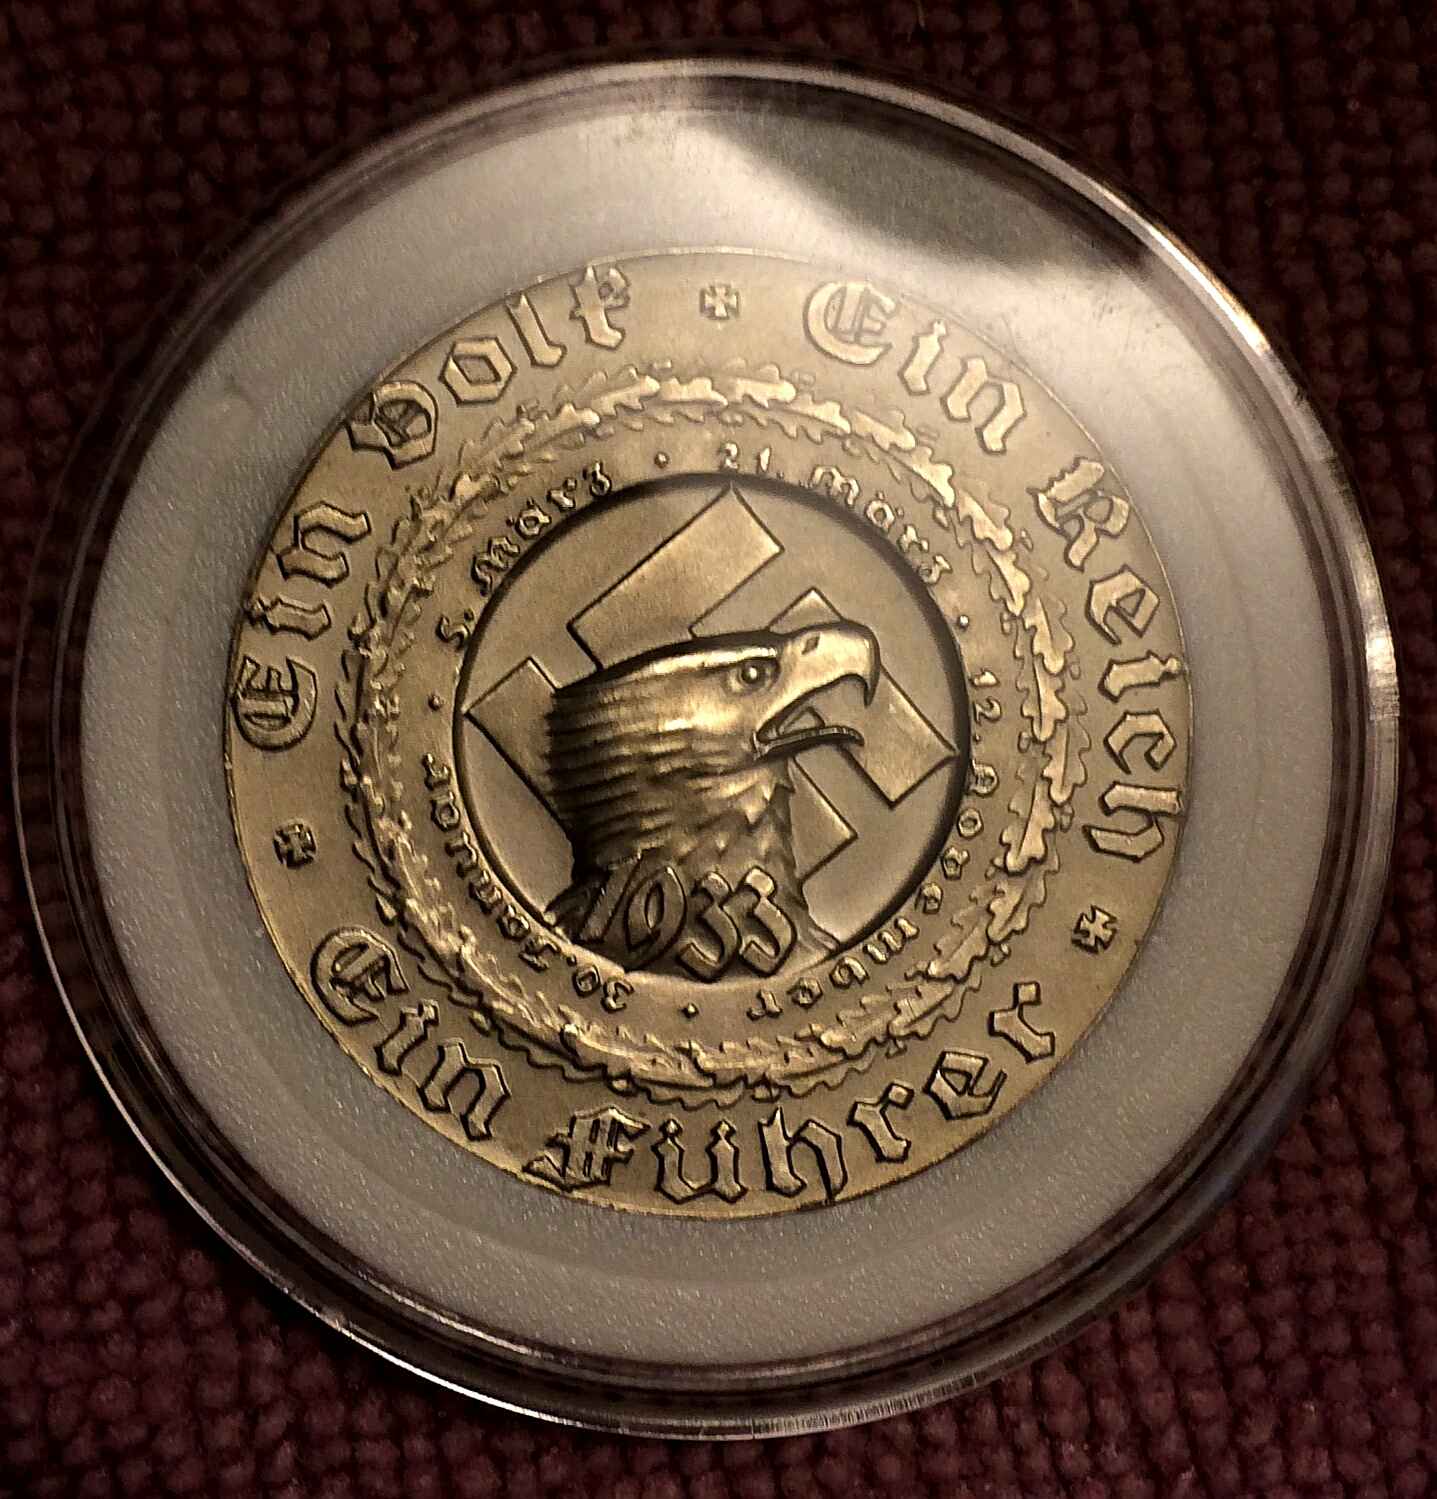 Ein Volk
Ein Reich
Ein Führer
30. Januar · 5. März · 21. März · 12. November ·
1933